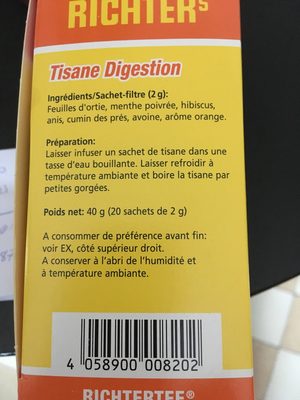 RICHTERS
Tisane Digestion
Ingrédients/Sachet-filtre (2 g):
Feuilles d'ortie, menthe poivrée, hibiscus,
anis, cumin des prés, avoine, arôme orange.
Préparation:
Laisser infuser un sachet de tisane dans une
tasse d'eau bouillante. Laisser refroidir à
température ambiante et boire la tisane par
petites gorgées.
Poids net: 40 g (20 sachets de 2 g)
A consommer de préférence avant fin:
voir EX, côté supérieur droit.
A conserver à l'abri de l'humidité et
à température ambiante.
4 058900 008202
RICHTERTEE®